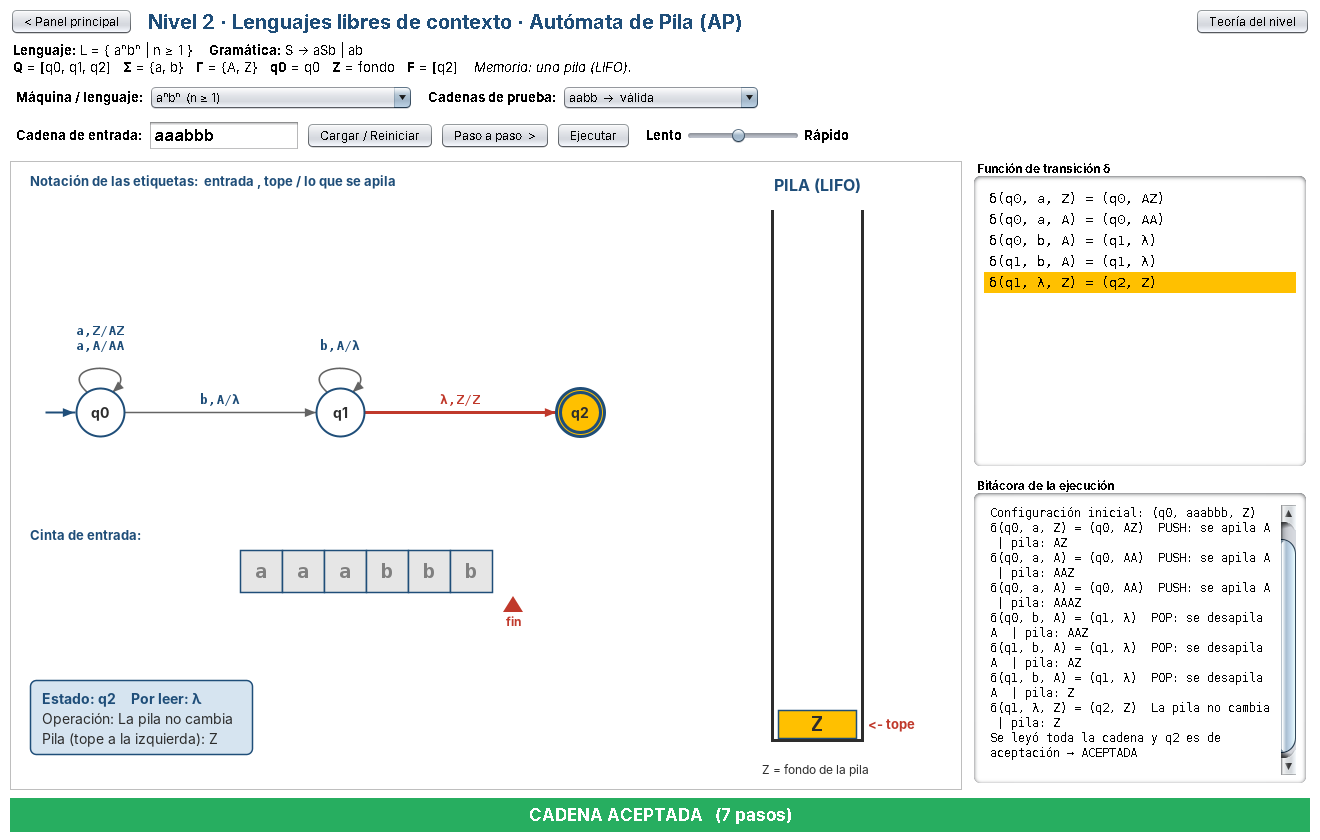 < Panel principal
Nivel 2 · Lenguajes libres de contexto · Autómata de Pila (AP)
Teoría del nivel
Lenguaje: L = { aⁿbⁿ | n ≥ 1 } Gramática: S → aSb | ab
Q = {q0, q1, q2} Σ = {a, b} Γ = {A, Z} q0 = q0 Z = fondo F = {q2} Memoria: una pila (LIFO).
Máquina / lenguaje: aⁿbⁿ (n ≥ 1) Cadenas de prueba: aabb → válida
Cadena de entrada: aaabbb Cargar / Reiniciar Paso a paso > Ejecutar Lento Rápido
Notación de las etiquetas: entrada , tope / lo que se apila
PILA (LIFO)
a,Z/AZ
a,A/AA
b,A/λ
b,A/λ
λ,Z/Z
q0
q1
q2
Cinta de entrada:
a a a b b b
fin
Estado: q2 Por leer: λ
Operación: La pila no cambia
Pila (tope a la izquierda): Z
Z
<- tope
Z = fondo de la pila
Función de transición δ
δ(q0, a, Z) = (q0, AZ)
δ(q0, a, A) = (q0, AA)
δ(q0, b, A) = (q1, λ)
δ(q1, b, A) = (q1, λ)
δ(q1, λ, Z) = (q2, Z)
Bitácora de la ejecución
Configuración inicial: (q0, aaabbb, Z)
δ(q0, a, Z) = (q0, AZ) PUSH: se apila A
| pila: AZ
δ(q0, a, A) = (q0, AA) PUSH: se apila A
| pila: AAZ
δ(q0, a, A) = (q0, AA) PUSH: se apila A
| pila: AAAZ
δ(q0, b, A) = (q1, λ) POP: se desapila
A | pila: AAZ
δ(q1, b, A) = (q1, λ) POP: se desapila
A | pila: AZ
δ(q1, b, A) = (q1, λ) POP: se desapila
A | pila: Z
δ(q1, λ, Z) = (q2, Z) La pila no cambia
| pila: Z
Se leyó toda la cadena y q2 es de
aceptación → ACEPTADA
CADENA ACEPTADA (7 pasos)